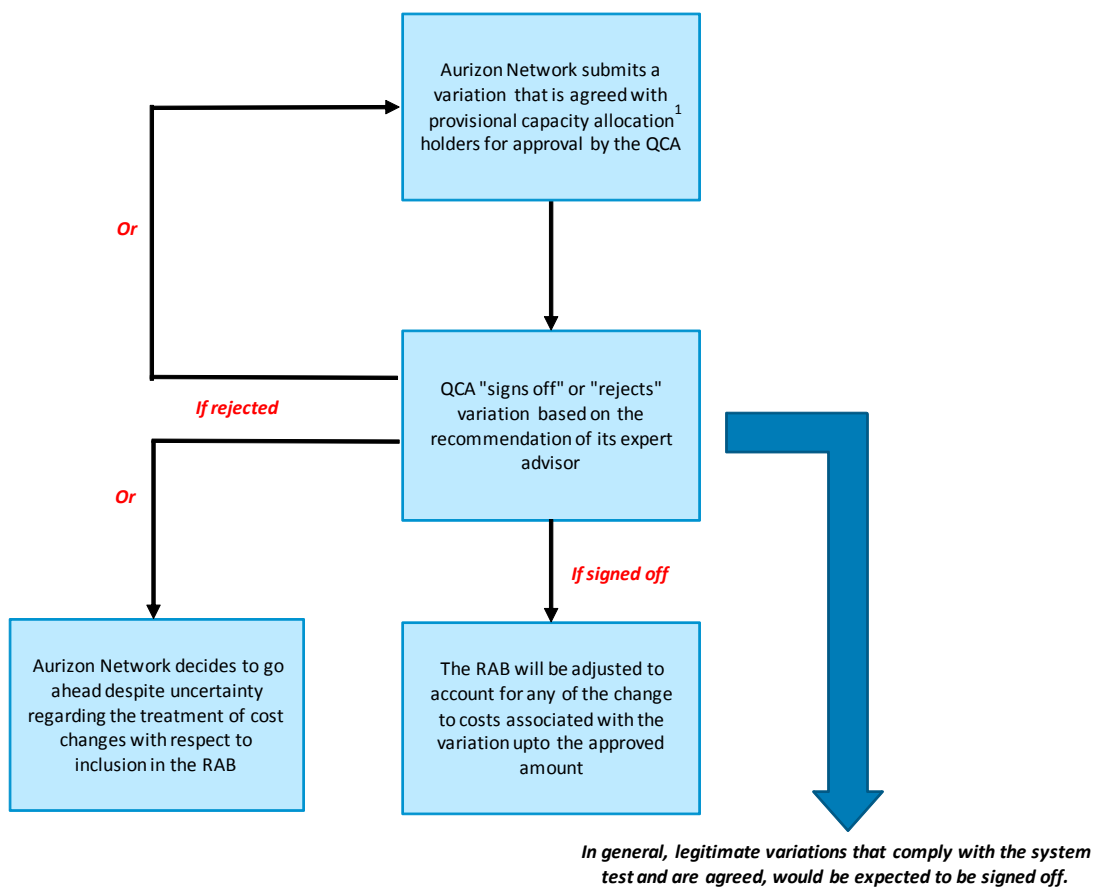 Aurizon Network submits a
variation that is agreed with
provisional capacity allocation1
holders for approval by the QCA
Or
QCA "signs off" or "rejects"
variation based on the
recommendation of its expert
advisor
If rejected
Or
If signed off
Aurizon Network decides to go
ahead despite uncertainty
regarding the treatment of cost
changes with respect to
inclusion in the RAB
The RAB will be adjusted to
account for any of the change
to costs associated with the
variation upto the approved
amount
In general, legitimate variations that comply with the system
test and are agreed, would be expected to be signed off.